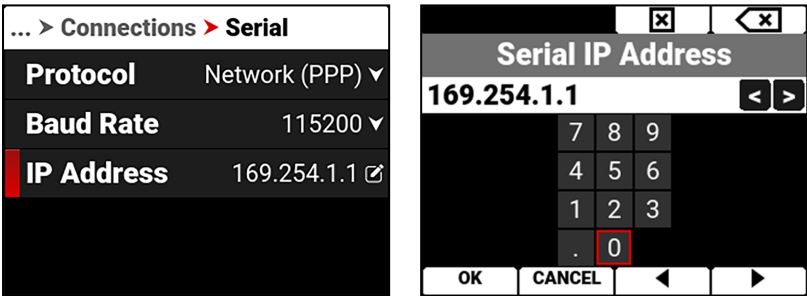 ... > Connections > Serial
Protocol Network (PPP)
Baud Rate 115200
IP Address 169.254.1.1
Serial IP Address
169.254.1.1 < >
7 8 9
4 5 6
1 2 3
. 0
OK CANCEL